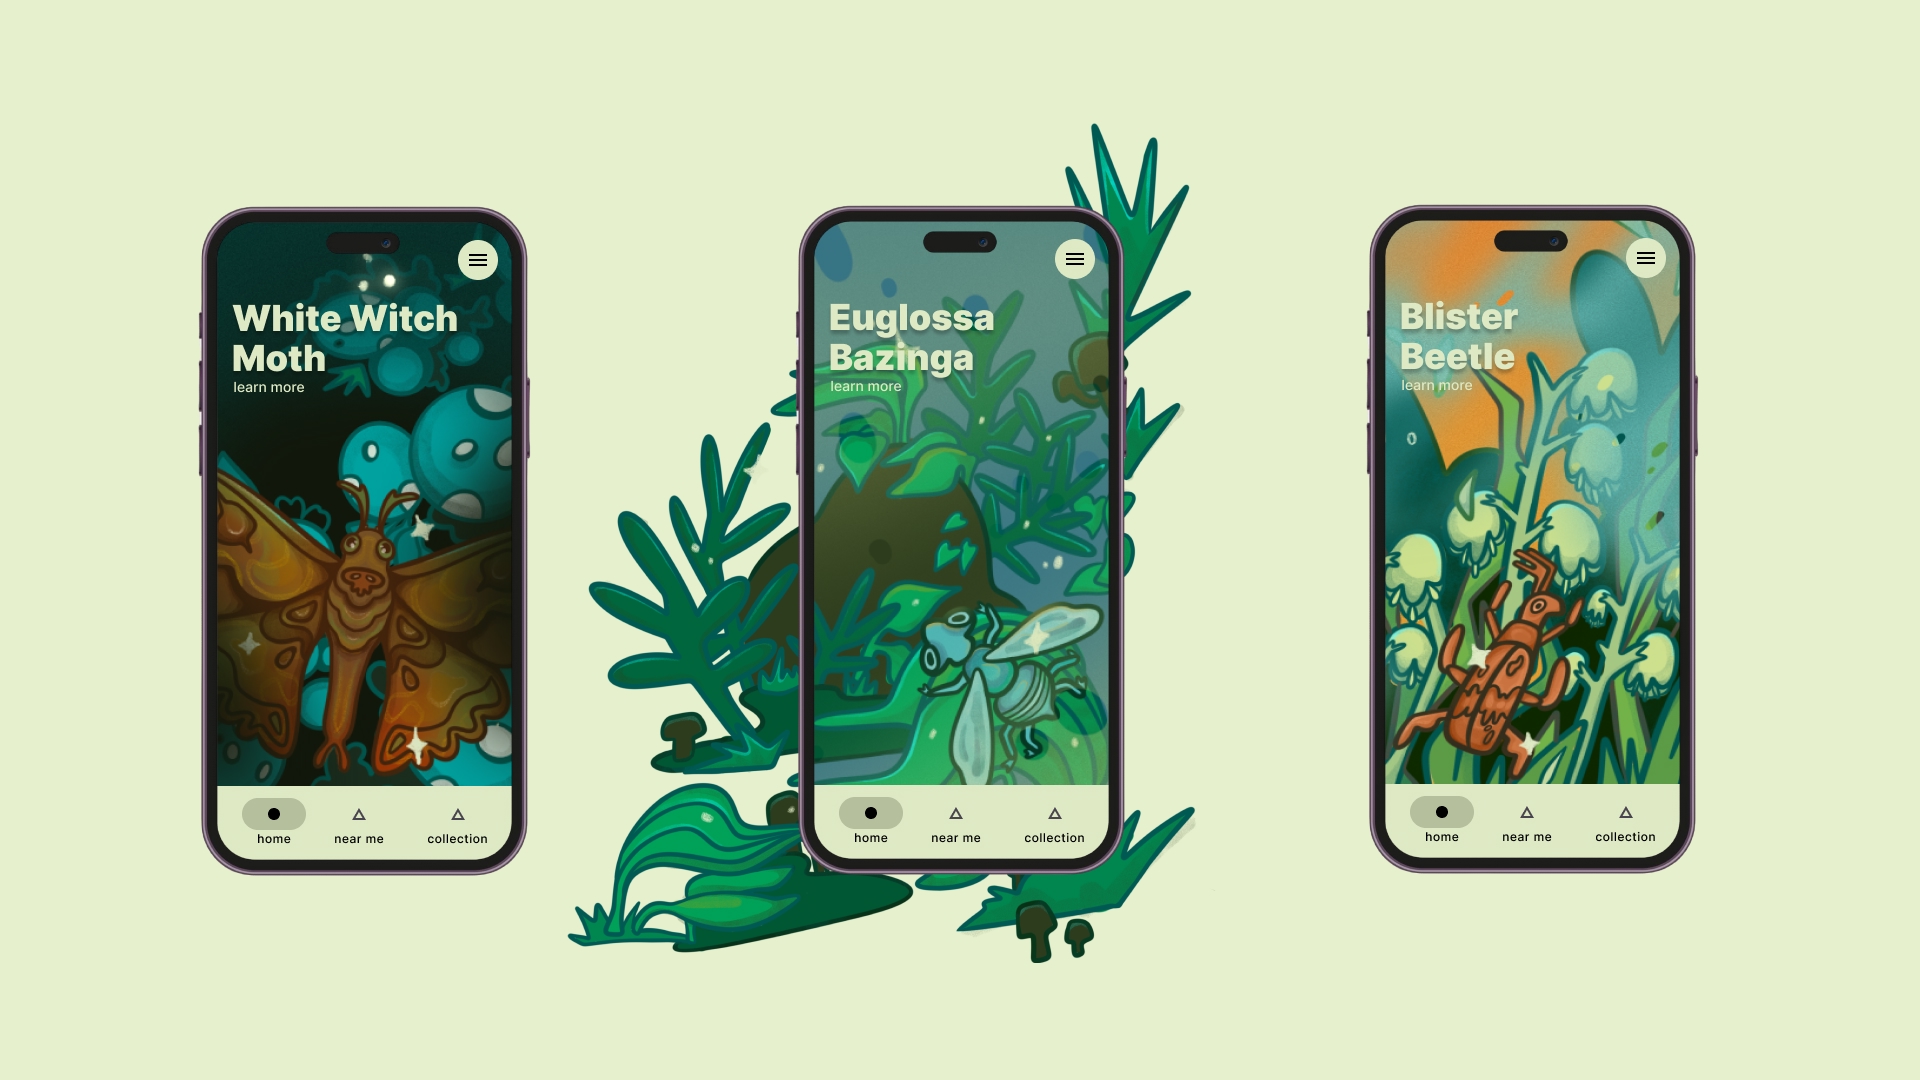 White Witch
Moth
learn more
home
near me
collection
Euglossa
Bazinga
learn more
home
near me
collection
Blister
Beetle
learn more
home
near me
collection